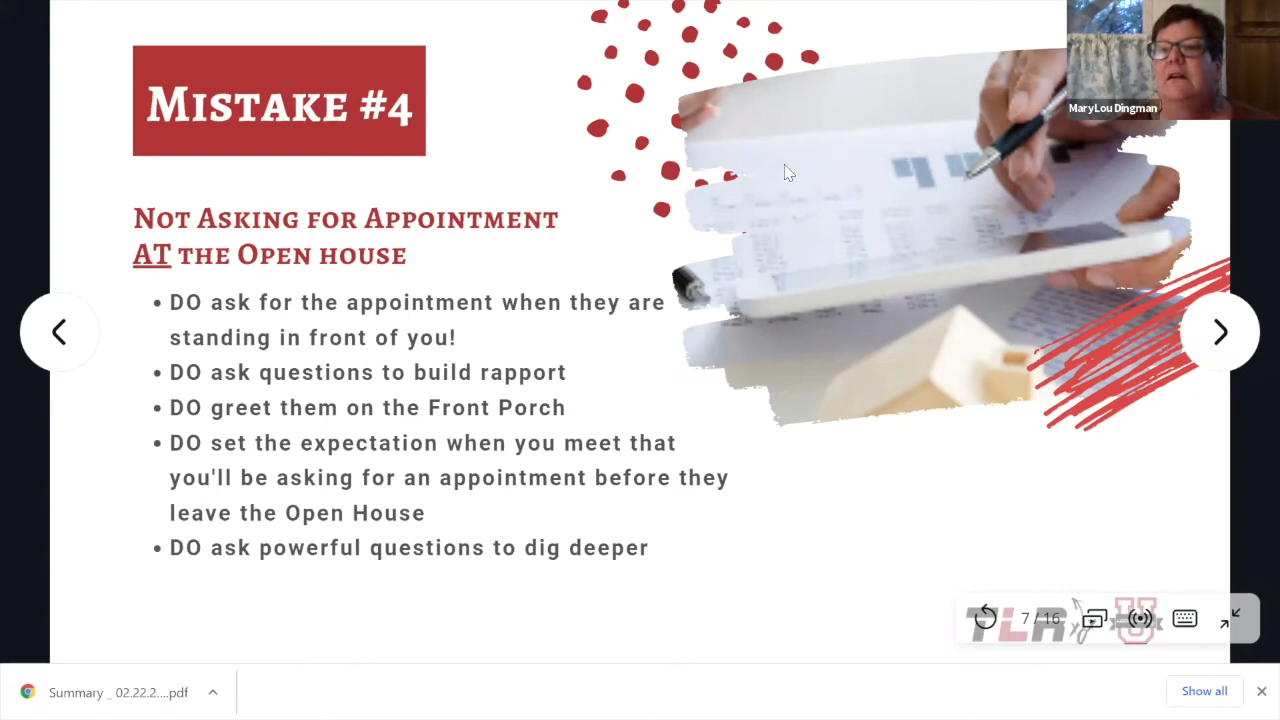 MISTAKE #4
MaryLou Dingman
NOT ASKING FOR APPOINTMENT
AT THE OPEN HOUSE
• DO ask for the appointment when they are
standing in front of you!
• DO ask questions to build rapport
• DO greet them on the Front Porch
• DO set the expectation when you meet that
you'll be asking for an appointment before they
leave the Open House
• DO ask powerful questions to dig deeper
TLR U
7 / 16
Summary _ 02.22.2....pdf
Show all